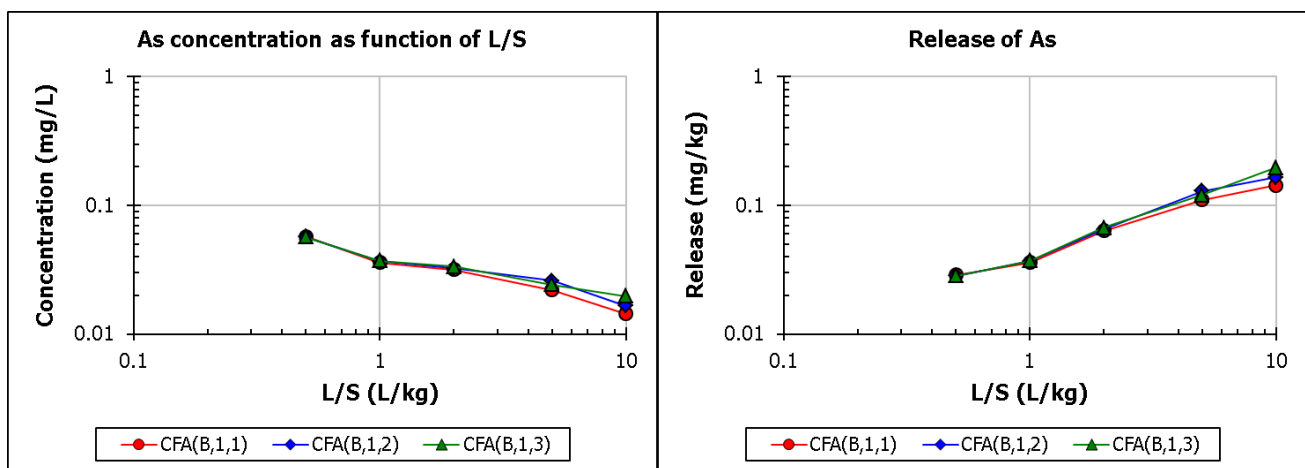 As concentration as function of L/S
Concentration (mg/L)
1
0.1
0.01
0.1
1
10
L/S (L/kg)
CFA(B,1,1)
CFA(B,1,2)
CFA(B,1,3)
Release of As
Release (mg/kg)
1
0.1
0.01
0.1
1
10
L/S (L/kg)
CFA(B,1,1)
CFA(B,1,2)
CFA(B,1,3)